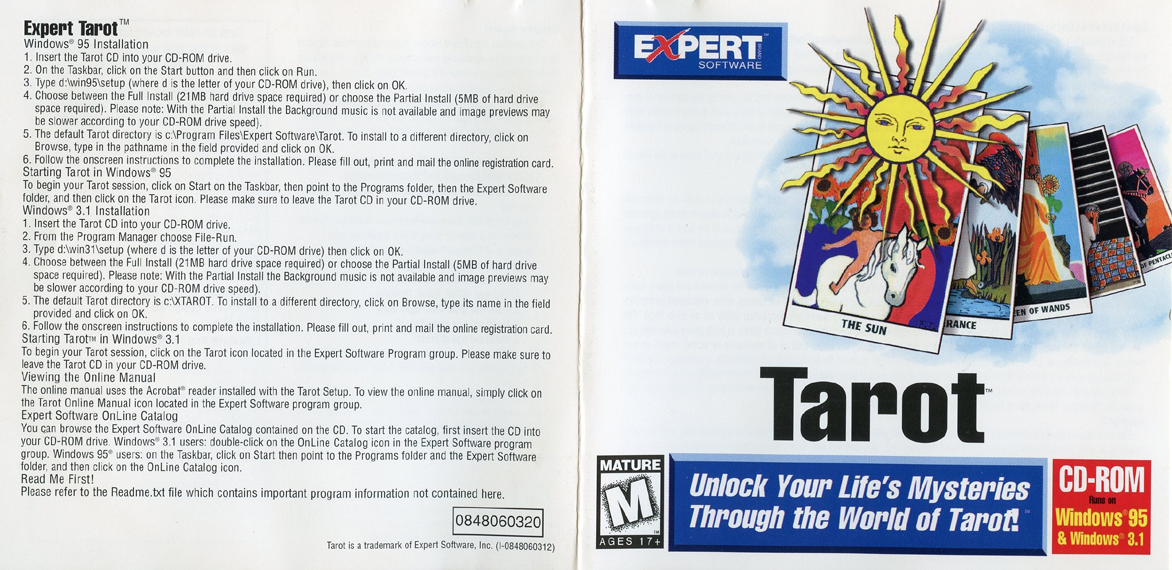 Expert Tarot™
Windows® 95 Installation
1. Insert the Tarot CD into your CD-ROM drive.
2. On the Taskbar, click on the Start button and then click on Run.
3. Type d:\win95\setup (where d is the letter of your CD-ROM drive), then click on OK.
4. Choose between the Full Install (21MB hard drive space required) or choose the Partial Install (5MB of hard drive
space required). Please note: With the Partial Install the Background music is not available and image previews may
be slower according to your CD-ROM drive speed).
5. The default Tarot directory is c:\Program Files\Expert Software\Tarot. To install to a different directory, click on
Browse, type in the pathname in the field provided and click on OK.
6. Follow the onscreen instructions to complete the installation. Please fill out, print and mail the online registration card.
Starting Tarot in Windows® 95
To begin your Tarot session, click on Start on the Taskbar, then point to the Programs folder, then the Expert Software
folder, and then click on the Tarot icon. Please make sure to leave the Tarot CD in your CD-ROM drive.
Windows® 3.1 Installation
1. Insert the Tarot CD into your CD-ROM drive.
2. From the Program Manager choose File-Run.
3. Type d:\win31\setup (where d is the letter of your CD-ROM drive) then click on OK.
4. Choose between the Full Install (21MB hard drive space required) or choose the Partial Install (5MB of hard drive
space required). Please note: With the Partial Install the Background music is not available and image previews may
be slower according to your CD-ROM drive speed).
5. The default Tarot directory is c:\XTAROT. To install to a different directory, click on Browse, type its name in the field
provided and click on OK.
6. Follow the onscreen instructions to complete the installation. Please fill out, print and mail the online registration card.
Starting Tarot™ in Windows® 3.1
To begin your Tarot session, click on the Tarot icon located in the Expert Software Program group. Please make sure to
leave the Tarot CD in your CD-ROM drive.
Viewing the Online Manual
The online manual uses the Acrobat® reader installed with the Tarot Setup. To view the online manual, simply click on
the Tarot Online Manual icon located in the Expert Software program group.
Expert Software OnLine Catalog
You can browse the Expert Software OnLine Catalog contained on the CD. To start the catalog, first insert the CD into
your CD-ROM drive. Windows® 3.1 users: double-click on the OnLine Catalog icon in the Expert Software program
group. Windows 95® users: on the Taskbar, click on Start then point to the Programs folder and the Expert Software
folder, and then click on the OnLine Catalog icon.
Read Me First!
Please refer to the Readme.txt file which contains important program information not contained here.
0848060320
Tarot is a trademark of Expert Software, Inc. (I-0848060312)
EXPERT™
BRAND
SOFTWARE
THE SUN
RANCE
EN OF WANDS
OF PENTACL
Tarot™
MATURE
M™
AGES 17+
Unlock Your Life's Mysteries
Through the World of Tarot!™
CD-ROM
Runs on
Windows® 95
& Windows® 3.1